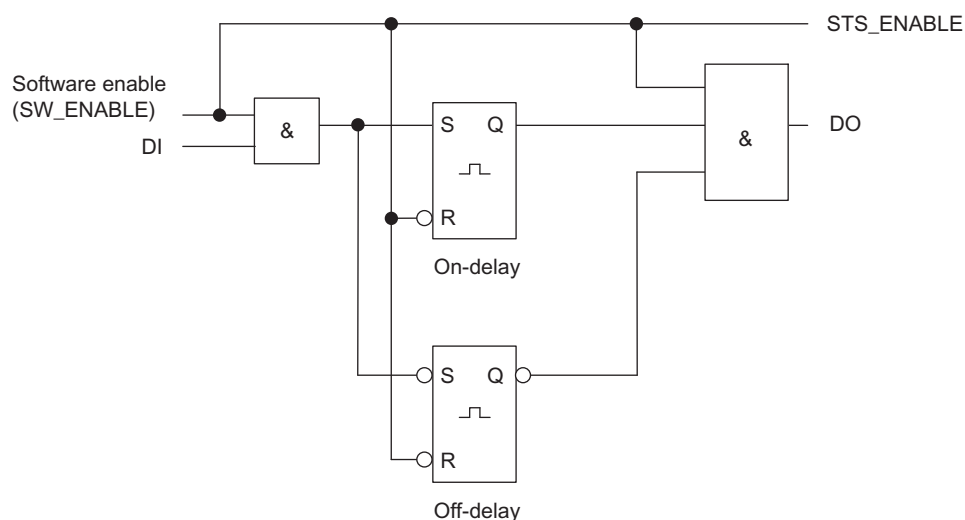 STS_ENABLE
Software enable
(SW_ENABLE)
DI
&
S Q
R
On-delay
&
DO
S Q
R
Off-delay